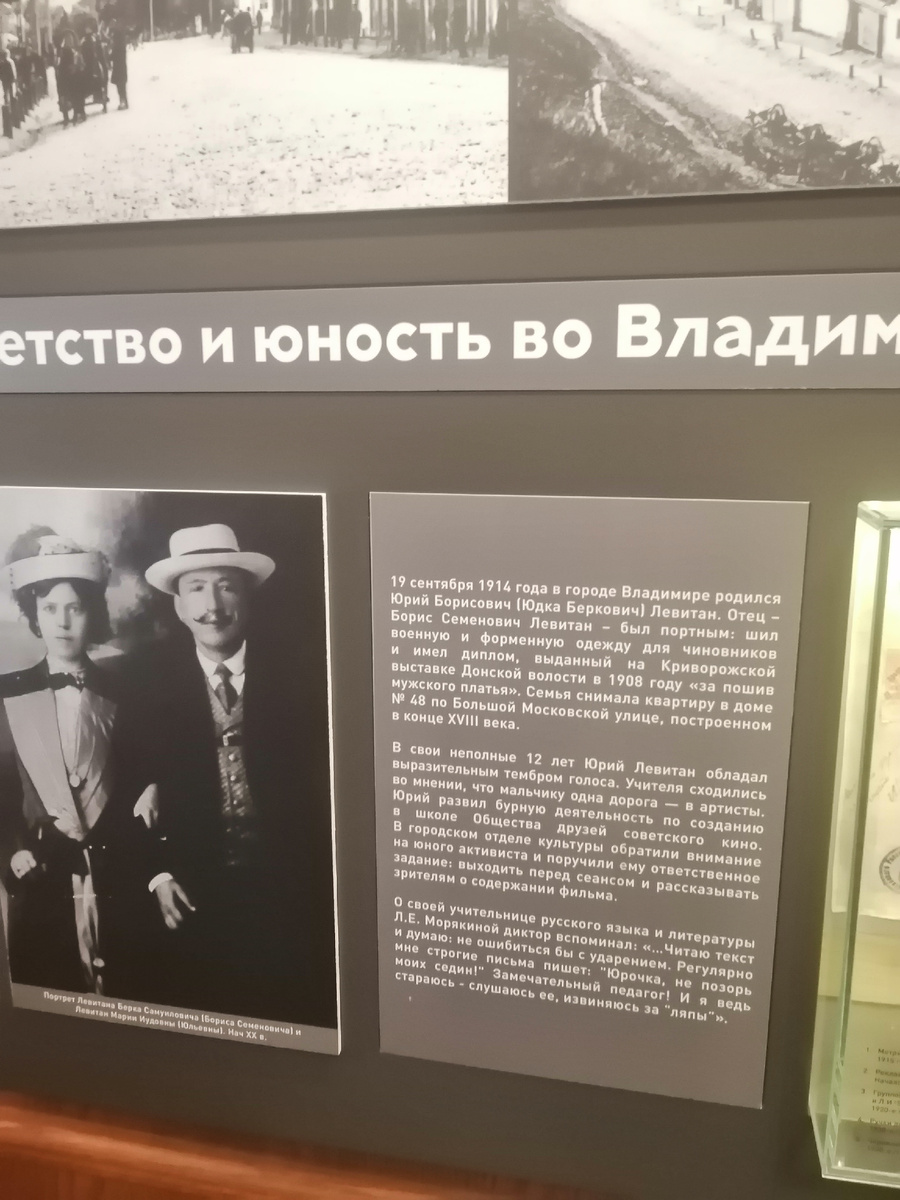 етство и юность во Владим
19 сентября 1914 года в городе Владимире родился
Юрий Борисович (Юдка Беркович) Левитан. Отец –
Борис Семенович Левитан – был портным: шил
военную и форменную одежду для чиновников
и имел диплом, выданный на Криворожской
выставке Донской волости в 1908 году «за пошив
мужского платья». Семья снимала квартиру в доме
№ 48 по Большой Московской улице, построенном
в конце XVIII века.
В свои неполные 12 лет Юрий Левитан обладал
выразительным тембром голоса. Учителя сходились
во мнении, что мальчику одна дорога — в артисты.
Юрий развил бурную деятельность по созданию
в школе Общества друзей советского кино.
В городском отделе культуры обратили внимание
на юного активиста и поручили ему ответственное
задание: выходить перед сеансом и рассказывать
зрителям о содержании фильма.
О своей учительнице русского языка и литературы
Л.Е. Морякиной диктор вспоминал: «...Читаю текст
и думаю: не ошибиться бы с ударением. Регулярно
мне строгие письма пишет: "Юрочка, не позорь
моих седин!" Замечательный педагог! И я ведь
стараюсь - слушаюсь ее, извиняюсь за "ляпы"».
Портрет Левитана Берка Самуиловича (Бориса Семеновича) и
Левитан Марии Иудовны (Юльевны). Нач XX в.